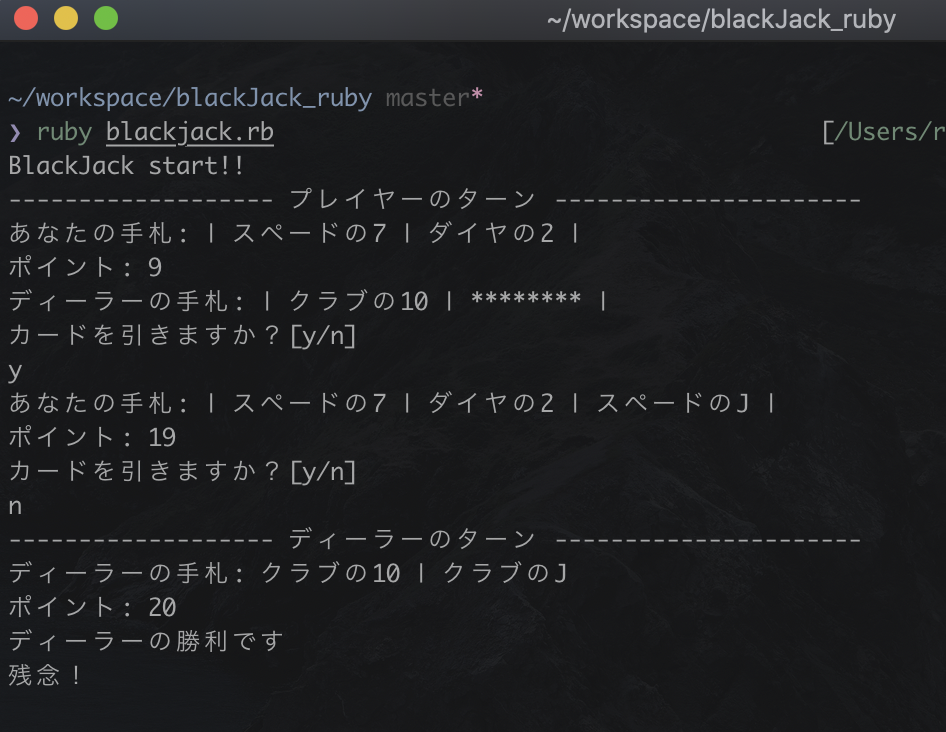 ~/workspace/blackJack_ruby
~/workspace/blackJack_ruby master*
❯ ruby blackjack.rb [/Users/r
BlackJack start!!
------------------- プレイヤーのターン ----------------------
あなたの手札: | スペードの7 | ダイヤの2 |
ポイント: 9
ディーラーの手札: | クラブの10 | ******** |
カードを引きますか？[y/n]
y
あなたの手札: | スペードの7 | ダイヤの2 | スペードのJ |
ポイント: 19
カードを引きますか？[y/n]
n
------------------- ディーラーのターン ----------------------
ディーラーの手札: クラブの10 | クラブのJ
ポイント: 20
ディーラーの勝利です
残念！